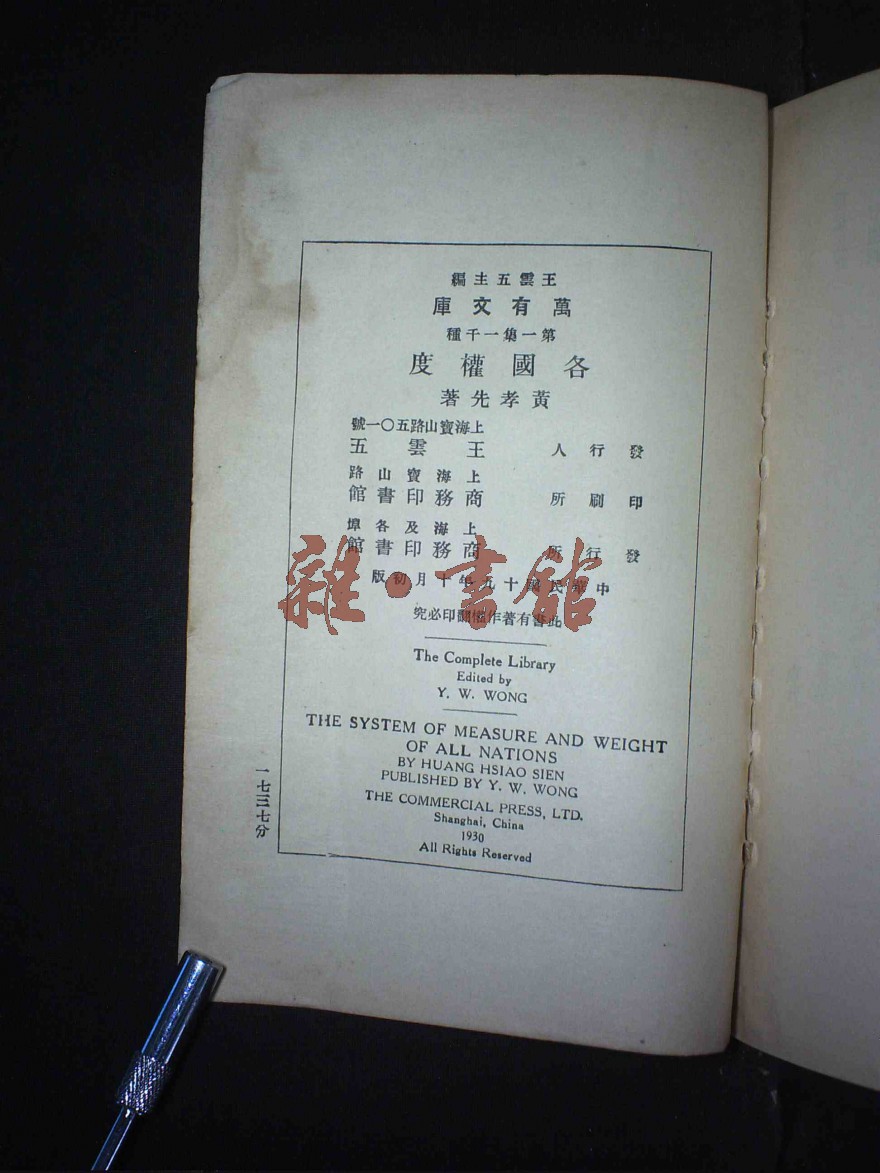 王雲五主編
萬有文庫
第一集一千種
各國權度
黃孝先著
上海寶山路五〇一號
發行人 王雲五
上海寶山路
印刷所 商務印書館
上海及各埠
發行所 商務印書館
中華民國十九年十月初版
此書有著作權翻印必究
The Complete Library
Edited by
Y. W. WONG
THE SYSTEM OF MEASURE AND WEIGHT
OF ALL NATIONS
BY HUANG HSIAO SIEN
PUBLISHED BY Y. W. WONG
THE COMMERCIAL PRESS, LTD.
Shanghai, China
1930
All Rights Reserved
一七三七分
雜·書館